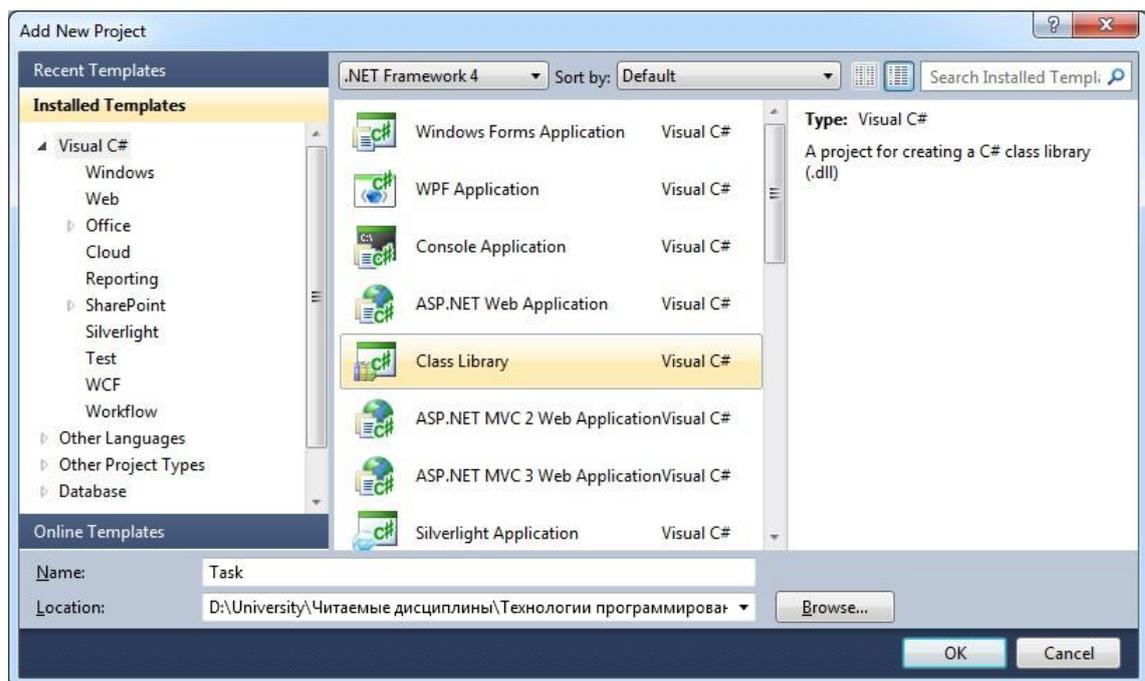 Add New Project
Recent Templates
Installed Templates
Visual C#
Windows
Web
Office
Cloud
Reporting
SharePoint
Silverlight
Test
WCF
Workflow
Other Languages
Other Project Types
Database
Online Templates
.NET Framework 4
Sort by: Default
Search Installed Templ
Windows Forms Application Visual C#
WPF Application Visual C#
Console Application Visual C#
ASP.NET Web Application Visual C#
Class Library Visual C#
ASP.NET MVC 2 Web Application Visual C#
ASP.NET MVC 3 Web Application Visual C#
Silverlight Application Visual C#
Type: Visual C#
A project for creating a C# class library
(.dll)
Name: Task
Location: D:\University\Читаемые дисциплины\Технологии программирован
Browse...
OK
Cancel